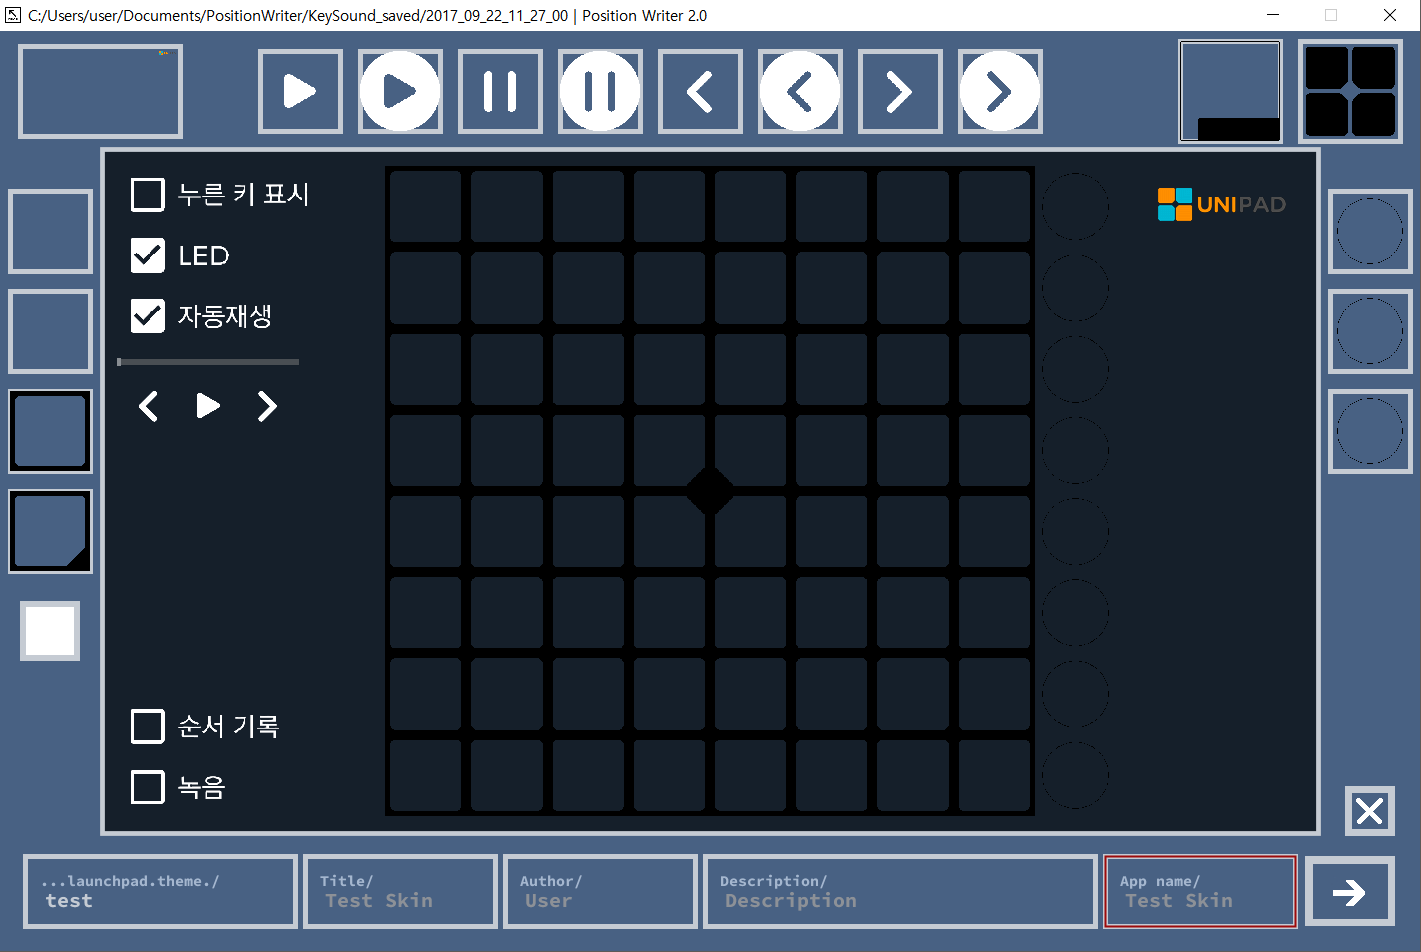 C:/Users/user/Documents/PositionWriter/KeySound_saved/2017_09_22_11_27_00 | Position Writer 2.0
누른 키 표시
UNIPAD
LED
자동재생
순서 기록
녹음
...launchpad.theme./
test
Title/
Test Skin
Author/
User
Description/
Description
App name/
Test Skin